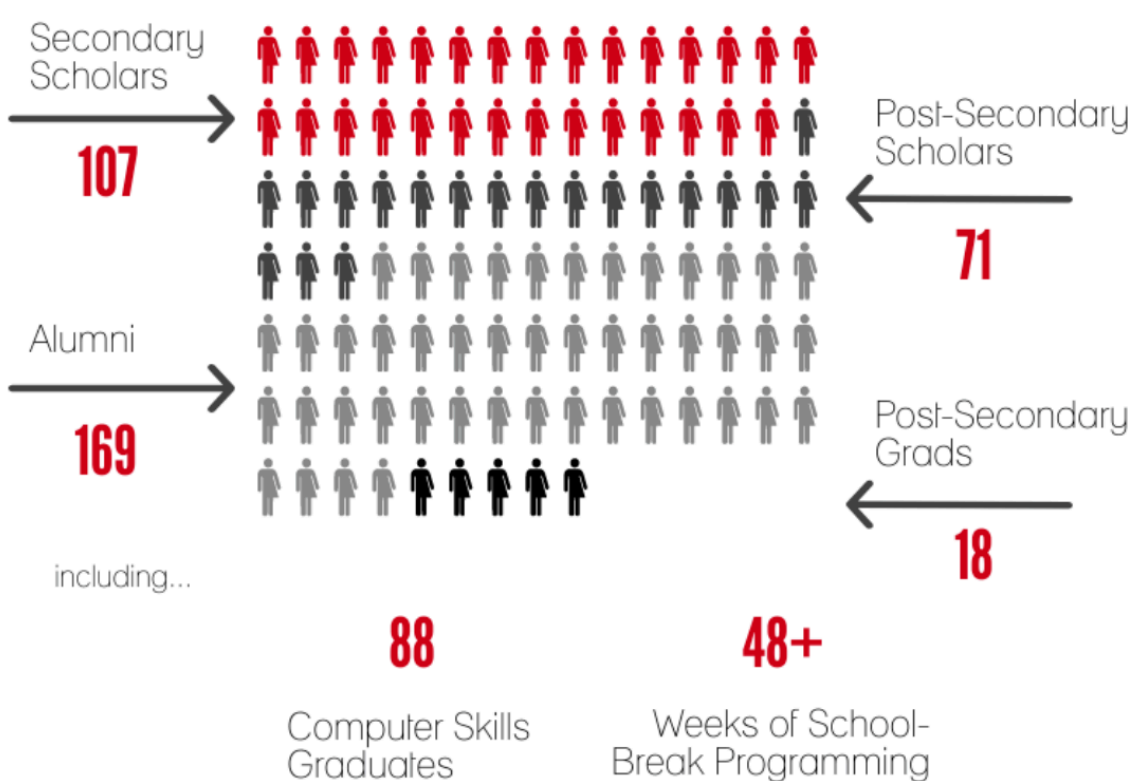 Secondary
Scholars
107
Post-Secondary
Scholars
71
Alumni
169
Post-Secondary
Grads
18
including...
88
48+
Computer Skills
Graduates
Weeks of School-
Break Programming